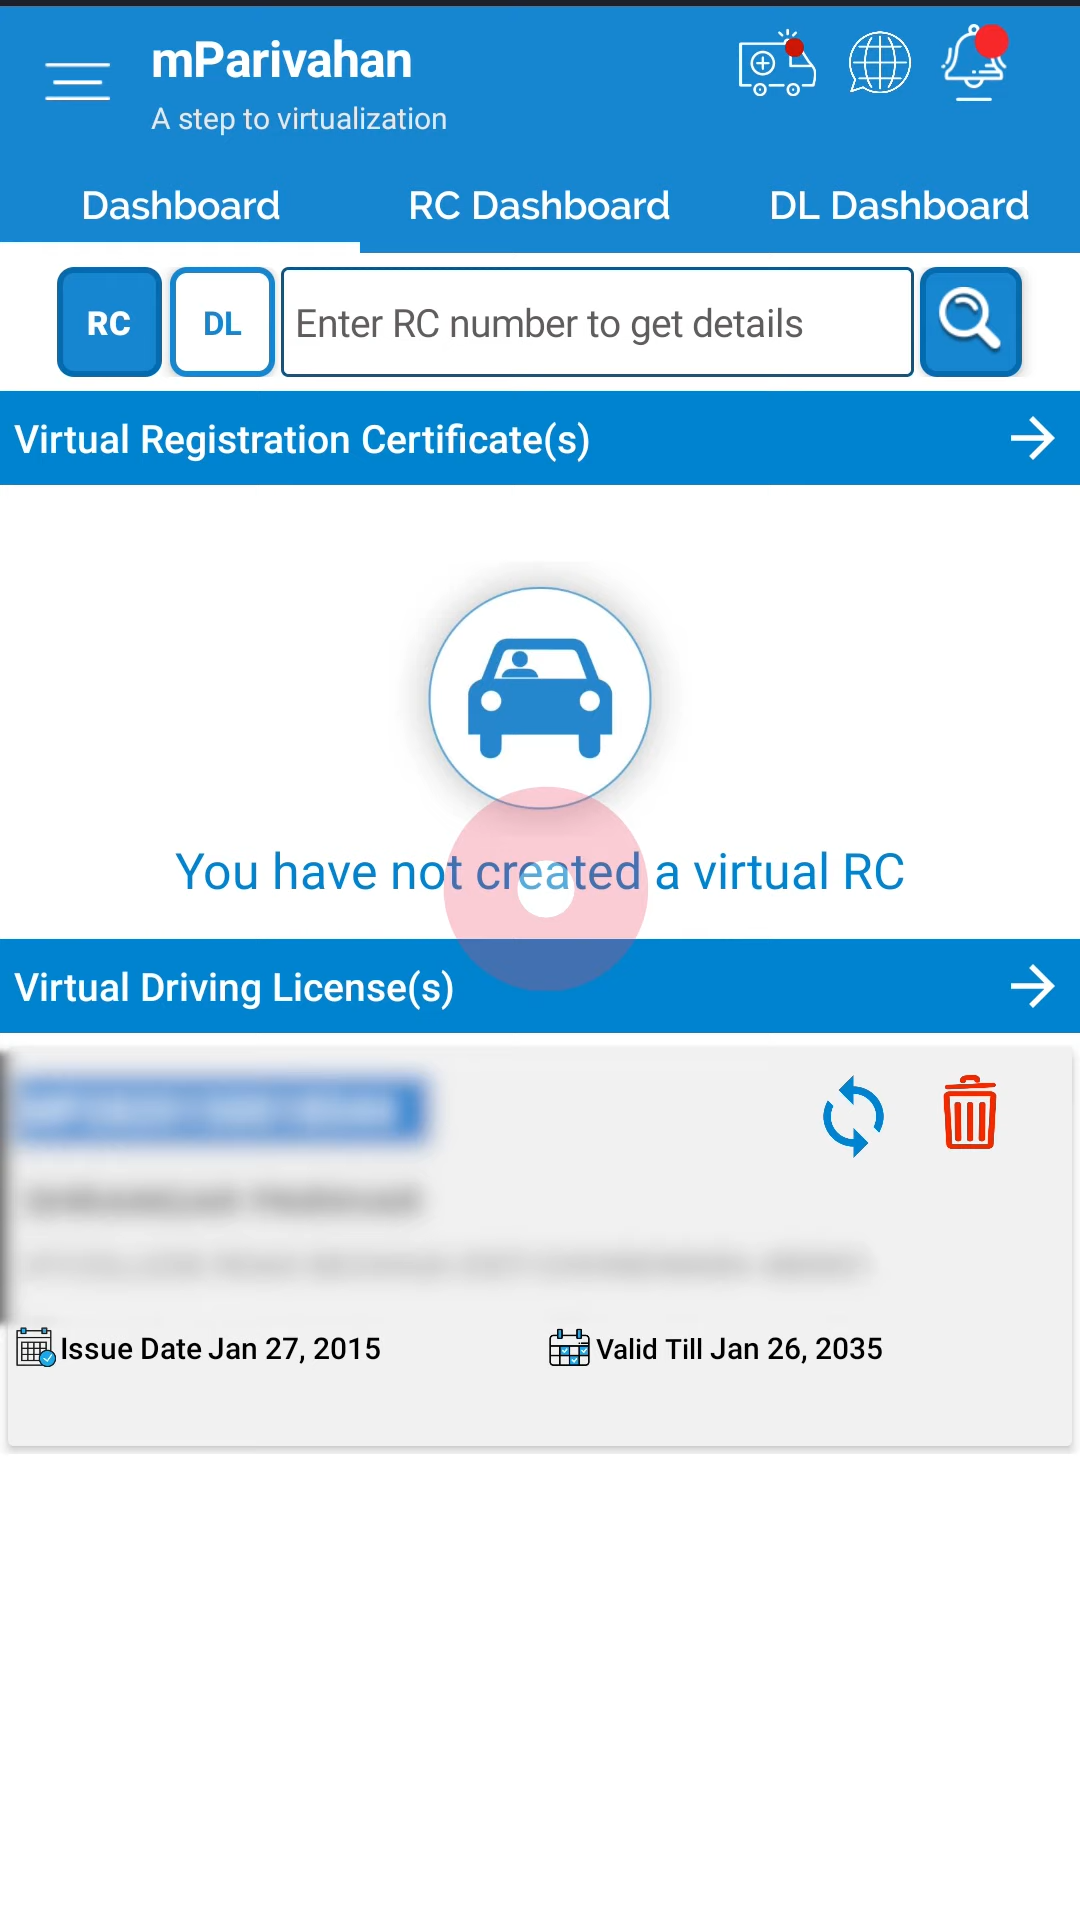 mParivahan
A step to virtualization
Dashboard RC Dashboard DL Dashboard
RC DL Enter RC number to get details
Virtual Registration Certificate(s)
You have not created a virtual RC
Virtual Driving License(s)
Issue Date Jan 27, 2015 Valid Till Jan 26, 2035